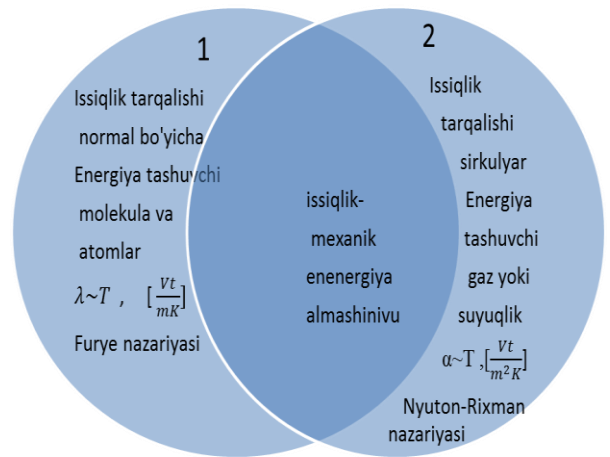 1
Issiqlik tarqalishi
normal bo'yicha
Energiya tashuvchi
molekula va
atomlar
λ~T , [Vt/mK]
Furye nazariyasi
issiqlik-
mexanik
enenergiya
almashinivu
2
Issiqlik
tarqalishi
sirkulyar
Energiya
tashuvchi
gaz yoki
suyuqlik
α~T ,[Vt/m²K]
Nyuton-Rixman
nazariyasi